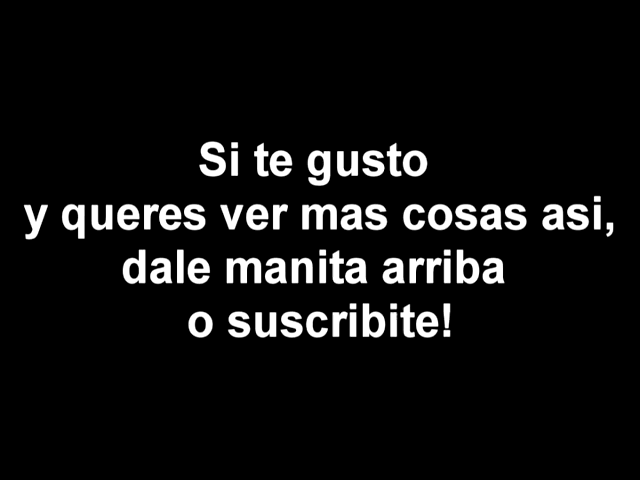 Si te gusto
y queres ver mas cosas asi,
dale manita arriba
o suscribite!